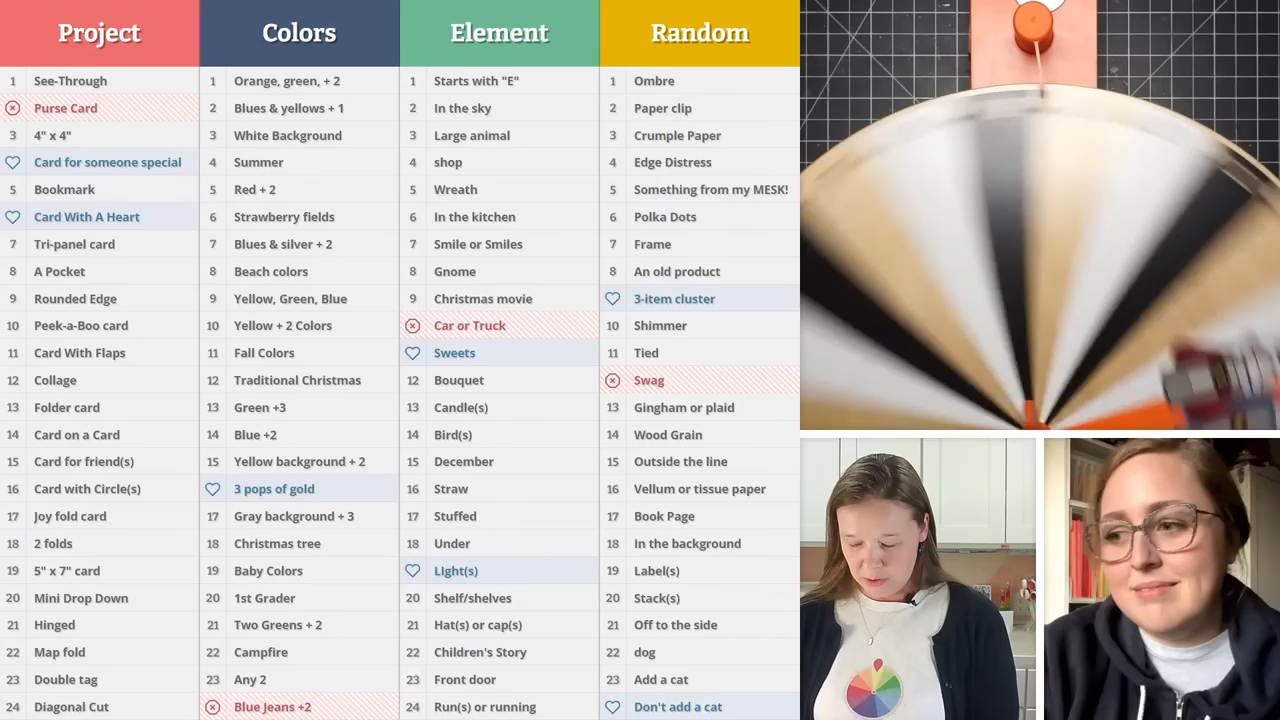 Project
1 See-Through
Purse Card
3 4" x 4"
Card for someone special
5 Bookmark
Card With A Heart
7 Tri-panel card
8 A Pocket
9 Rounded Edge
10 Peek-a-Boo card
11 Card With Flaps
12 Collage
13 Folder card
14 Card on a Card
15 Card for friend(s)
16 Card with Circle(s)
17 Joy fold card
18 2 folds
19 5" x 7" card
20 Mini Drop Down
21 Hinged
22 Map fold
23 Double tag
24 Diagonal Cut
Colors
1 Orange, green, + 2
2 Blues & yellows + 1
3 White Background
4 Summer
5 Red + 2
6 Strawberry fields
7 Blues & silver + 2
8 Beach colors
9 Yellow, Green, Blue
10 Yellow + 2 Colors
11 Fall Colors
12 Traditional Christmas
13 Green +3
14 Blue +2
15 Yellow background + 2
3 pops of gold
17 Gray background + 3
18 Christmas tree
19 Baby Colors
20 1st Grader
21 Two Greens + 2
22 Campfire
23 Any 2
Blue Jeans +2
Element
1 Starts with "E"
2 In the sky
3 Large animal
4 shop
5 Wreath
6 In the kitchen
7 Smile or Smiles
8 Gnome
9 Christmas movie
Car or Truck
Sweets
12 Bouquet
13 Candle(s)
14 Bird(s)
15 December
16 Straw
17 Stuffed
18 Under
LIght(s)
20 Shelf/shelves
21 Hat(s) or cap(s)
22 Children's Story
23 Front door
24 Run(s) or running
Random
1 Ombre
2 Paper clip
3 Crumple Paper
4 Edge Distress
5 Something from my MESK!
6 Polka Dots
7 Frame
8 An old product
3-item cluster
10 Shimmer
11 Tied
Swag
13 Gingham or plaid
14 Wood Grain
15 Outside the line
16 Vellum or tissue paper
17 Book Page
18 In the background
19 Label(s)
20 Stack(s)
21 Off to the side
22 dog
23 Add a cat
Don't add a cat